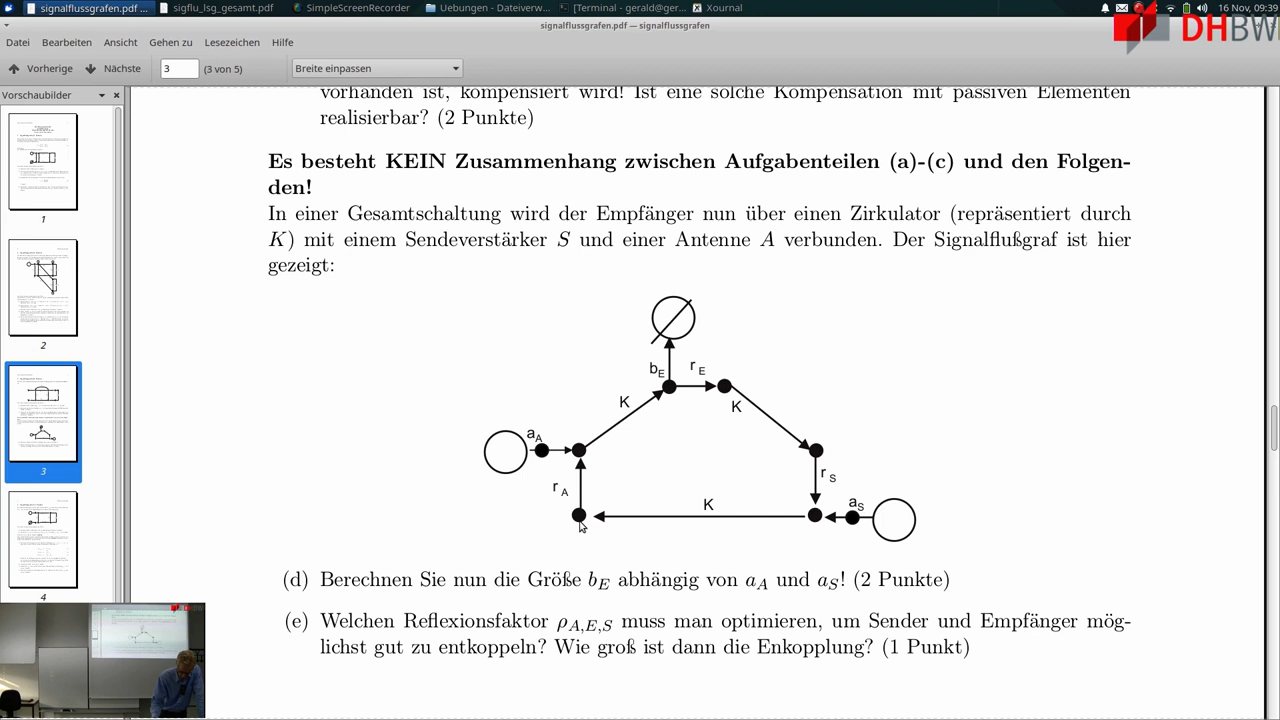 signalflussgrafen.pdf ...
sigflu_lsg_gesamt.pdf
SimpleScreenRecorder
Uebungen - Dateiverw...
[Terminal - gerald@ger...
Xournal
16 Nov, 09:39
signalflussgrafen.pdf — signalflussgrafen
DHBW
Datei Bearbeiten Ansicht Gehen zu Lesezeichen Hilfe
Vorherige Nächste 3 (3 von 5) Breite einpassen
Vorschaubilder
1
2
3
4
vorhanden ist, kompensiert wird! Ist eine solche Kompensation mit passiven Elementen
realisierbar? (2 Punkte)
Es besteht KEIN Zusammenhang zwischen Aufgabenteilen (a)-(c) und den Folgen-
den!
In einer Gesamtschaltung wird der Empfänger nun über einen Zirkulator (repräsentiert durch
K) mit einem Sendeverstärker S und einer Antenne A verbunden. Der Signalflußgraf ist hier
gezeigt:
b_E r_E
K K
a_A
r_A r_S
K a_S
(d) Berechnen Sie nun die Größe b_E abhängig von a_A und a_S! (2 Punkte)
(e) Welchen Reflexionsfaktor ρ_A,E,S muss man optimieren, um Sender und Empfänger mög-
lichst gut zu entkoppeln? Wie groß ist dann die Enkopplung? (1 Punkt)